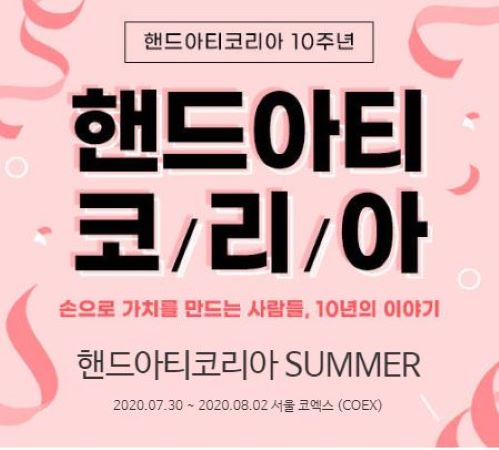 핸드아티코리아 10주년
핸드아티
코/리/아
손으로 가치를 만드는 사람들, 10년의 이야기
핸드아티코리아 SUMMER
2020.07.30 ~ 2020.08.02 서울 코엑스 (COEX)